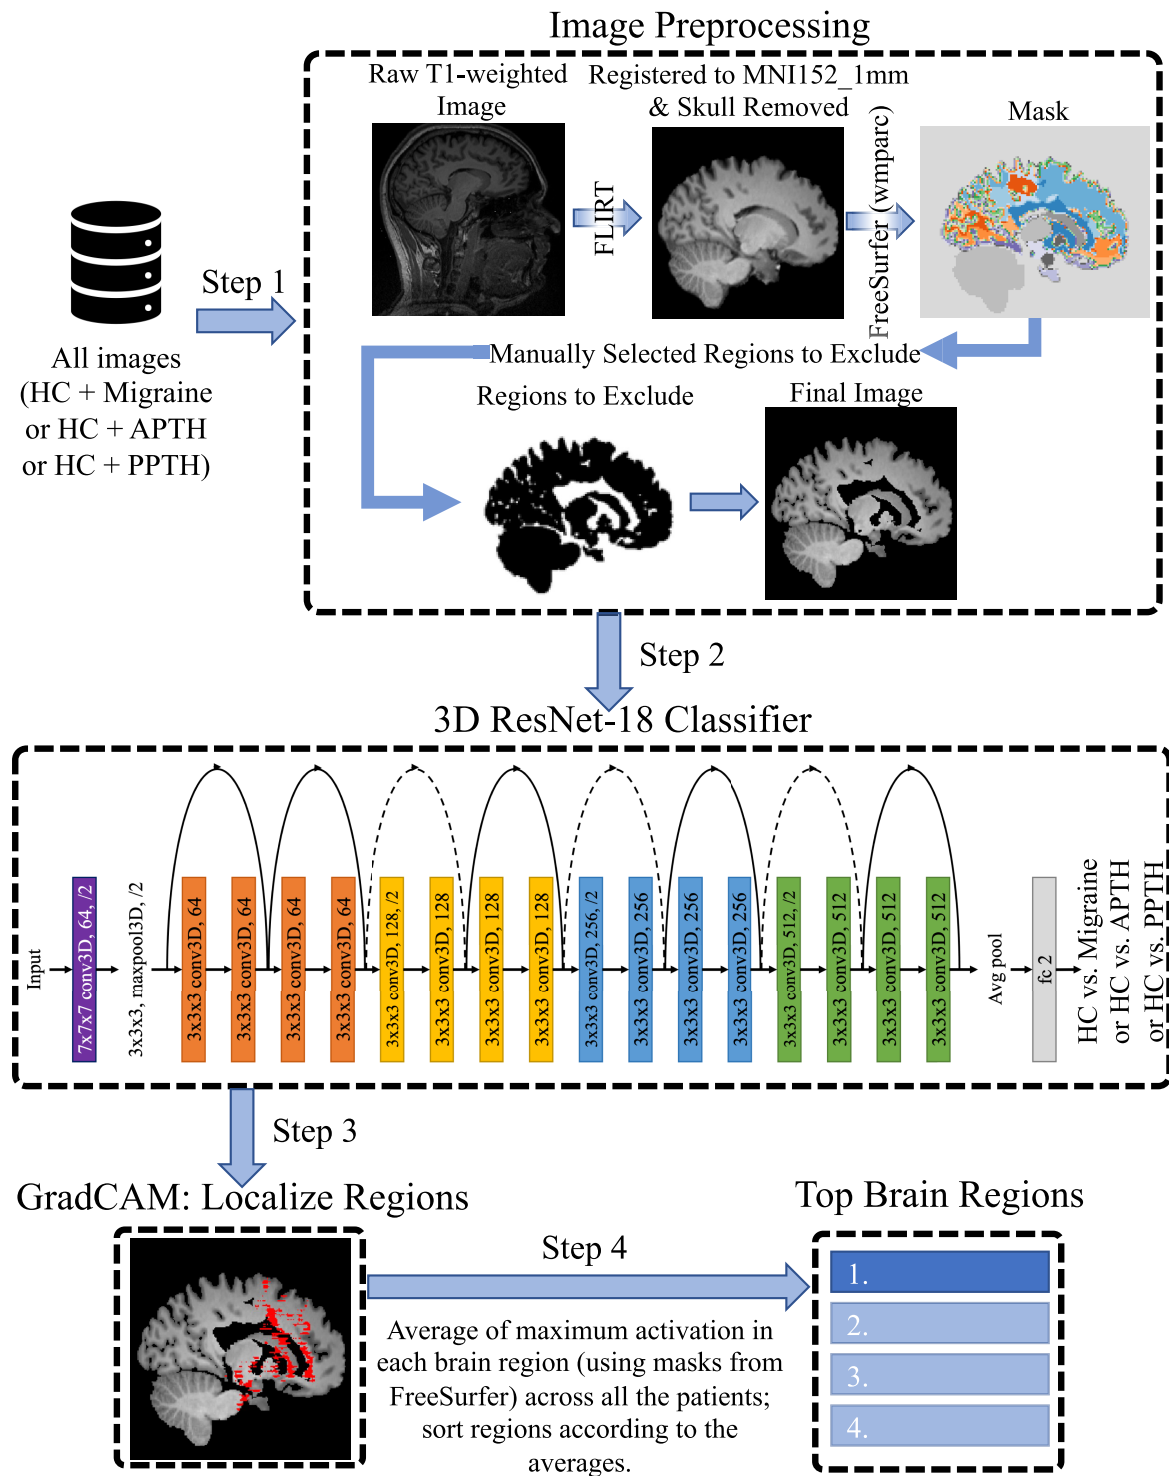 Image Preprocessing
Raw T1-weighted
Image
Registered to MNI152_1mm
& Skull Removed
Mask
FLIRT
FreeSurfer (wmparc)
Step 1
All images
(HC + Migraine
or HC + APTH
or HC + PPTH)
Manually Selected Regions to Exclude
Regions to Exclude
Final Image
Step 2
3D ResNet-18 Classifier
Input
7x7x7 conv3D, 64, /2
3x3x3, maxpool3D, /2
3x3x3 conv3D, 64
3x3x3 conv3D, 64
3x3x3 conv3D, 64
3x3x3 conv3D, 64
3x3x3 conv3D, 128, /2
3x3x3 conv3D, 128
3x3x3 conv3D, 128
3x3x3 conv3D, 128
3x3x3 conv3D, 256, /2
3x3x3 conv3D, 256
3x3x3 conv3D, 256
3x3x3 conv3D, 256
3x3x3 conv3D, 512, /2
3x3x3 conv3D, 512
3x3x3 conv3D, 512
3x3x3 conv3D, 512
Avg pool
fc 2
HC vs. Migraine
or HC vs. APTH
or HC vs. PPTH
Step 3
GradCAM: Localize Regions
Step 4
Average of maximum activation in
each brain region (using masks from
FreeSurfer) across all the patients;
sort regions according to the
averages.
Top Brain Regions
1.
2.
3.
4.